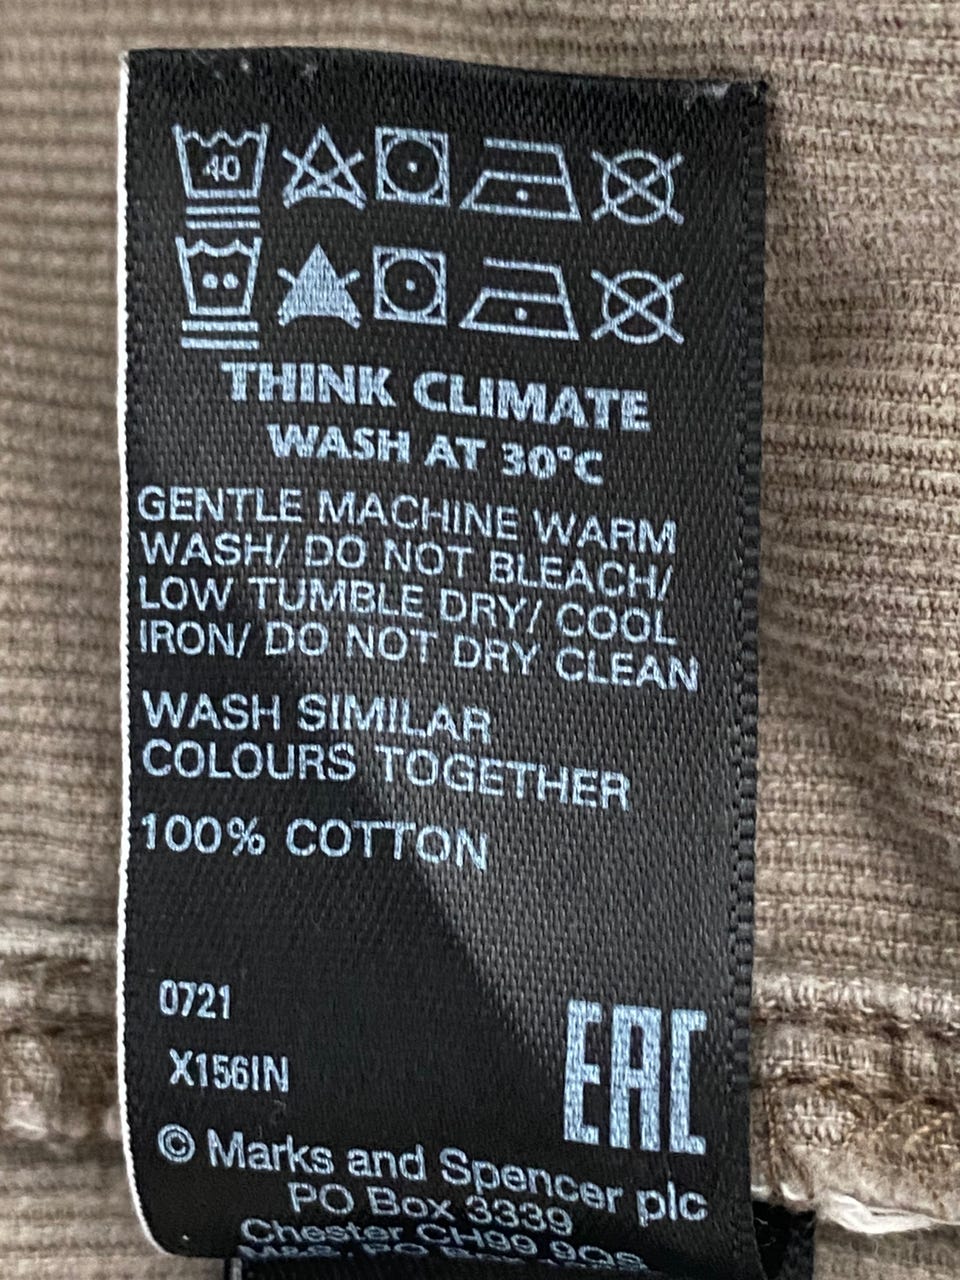 40
THINK CLIMATE
WASH AT 30°C
GENTLE MACHINE WARM
WASH/ DO NOT BLEACH/
LOW TUMBLE DRY/ COOL
IRON/ DO NOT DRY CLEAN
WASH SIMILAR
COLOURS TOGETHER
100% COTTON
0721
X156IN
EAC
© Marks and Spencer plc
PO Box 3339
Chester CH99 9QS
M&S, PO Box